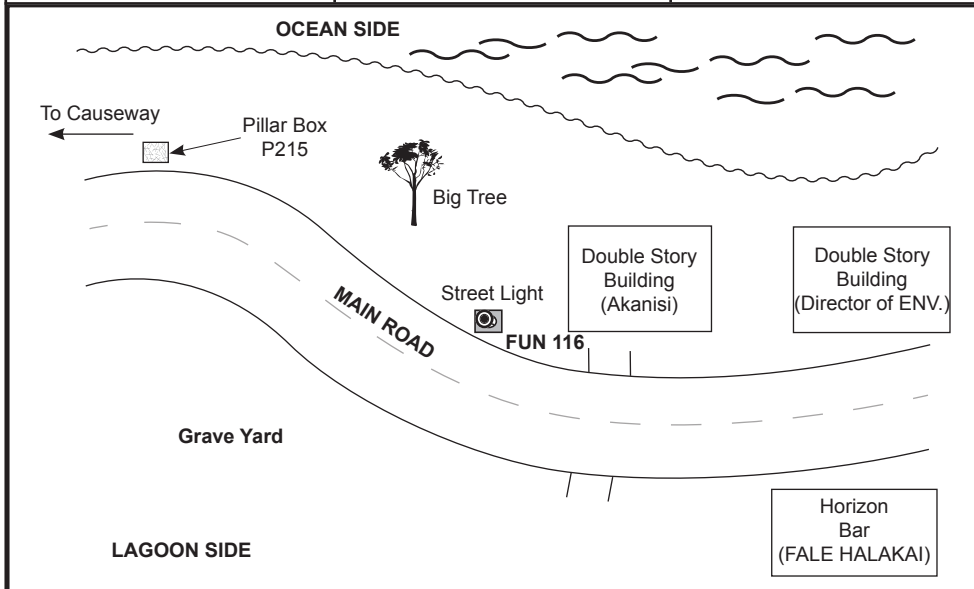 OCEAN SIDE
To Causeway
Pillar Box
P215
Big Tree
Double Story
Building
(Akanisi)
Double Story
Building
(Director of ENV.)
Street Light
FUN 116
MAIN ROAD
Grave Yard
Horizon
Bar
(FALE HALAKAI)
LAGOON SIDE